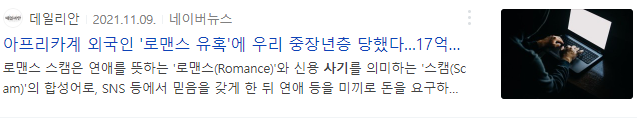 데일리안 데일리안 2021.11.09. 네이버뉴스
아프리카계 외국인 '로맨스 유혹'에 우리 중장년층 당했다...17억...
로맨스 스캠은 연애를 뜻하는 '로맨스(Romance)'와 신용 사기를 의미하는 '스캠(Sc
am)'의 합성어로, SNS 등에서 믿음을 갖게 한 뒤 연애 등을 미끼로 돈을 요구하...